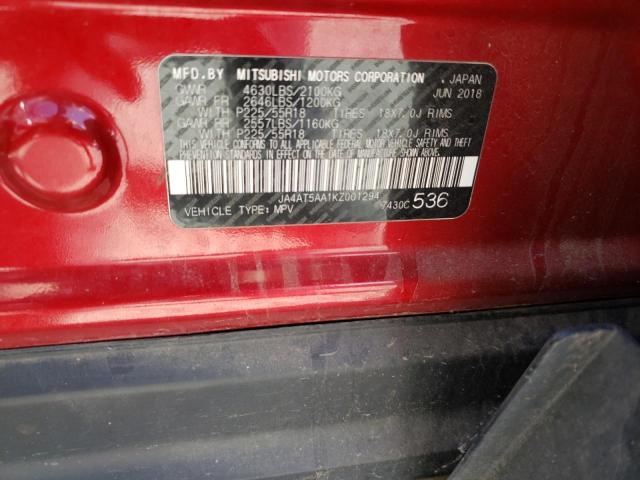 MFD.BY MITSUBISHI MOTORS CORPORATION , JAPAN
GVWR 4630LBS/2100KG JUN 2018
GAWR FR 2646LBS/1200KG
WITH P225/55R18 TIRES 18X7.0J RIMS
GAWR RR 2557LBS/1160KG
WITH P225/55R18 TIRES 18X7.0J RIMS
THIS VEHICLE CONFORMS TO ALL APPLICABLE FEDERAL MOTOR VEHICLE SAFETY AND THEFT
PREVENTION STANDARDS IN EFFECT ON THE DATE OF MANUFACTURE SHOWN ABOVE.
JA4AT5AA1KZ001294
VEHICLE TYPE: MPV 7430C 536